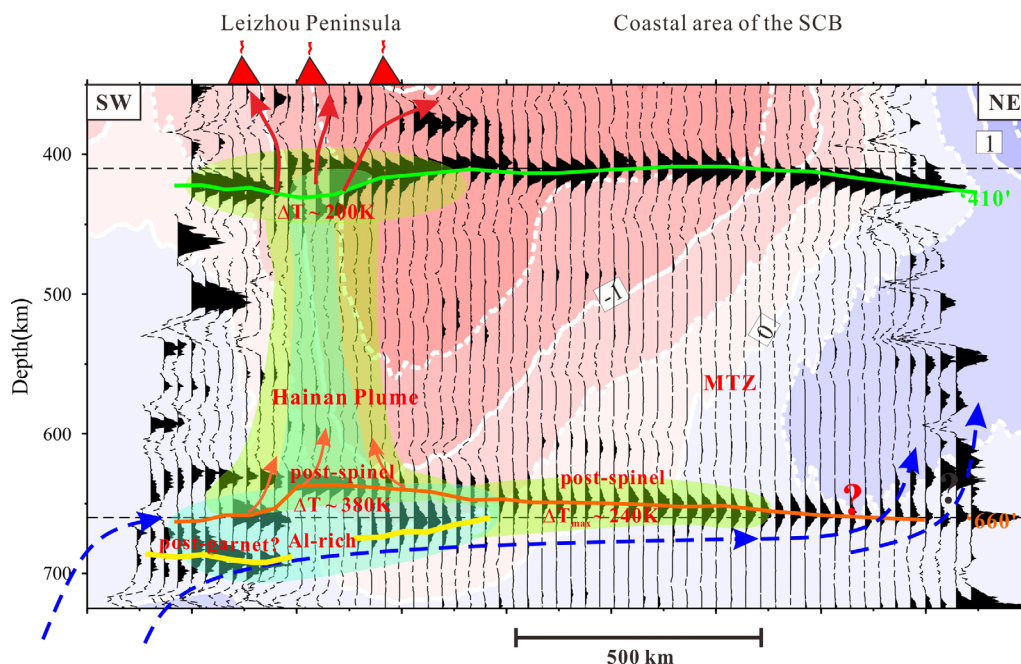 Leizhou Peninsula
Coastal area of the SCB
SW
NE
1
400
410'
ΔT ~ 200K
500
-1
0
Depth(km)
MTZ
Hainan Plume
600
post-spinel
post-spinel
ΔT ~ 380K
ΔTmax ~ 240K
?
?
660'
post-garnet?
Al-rich
700
500 km